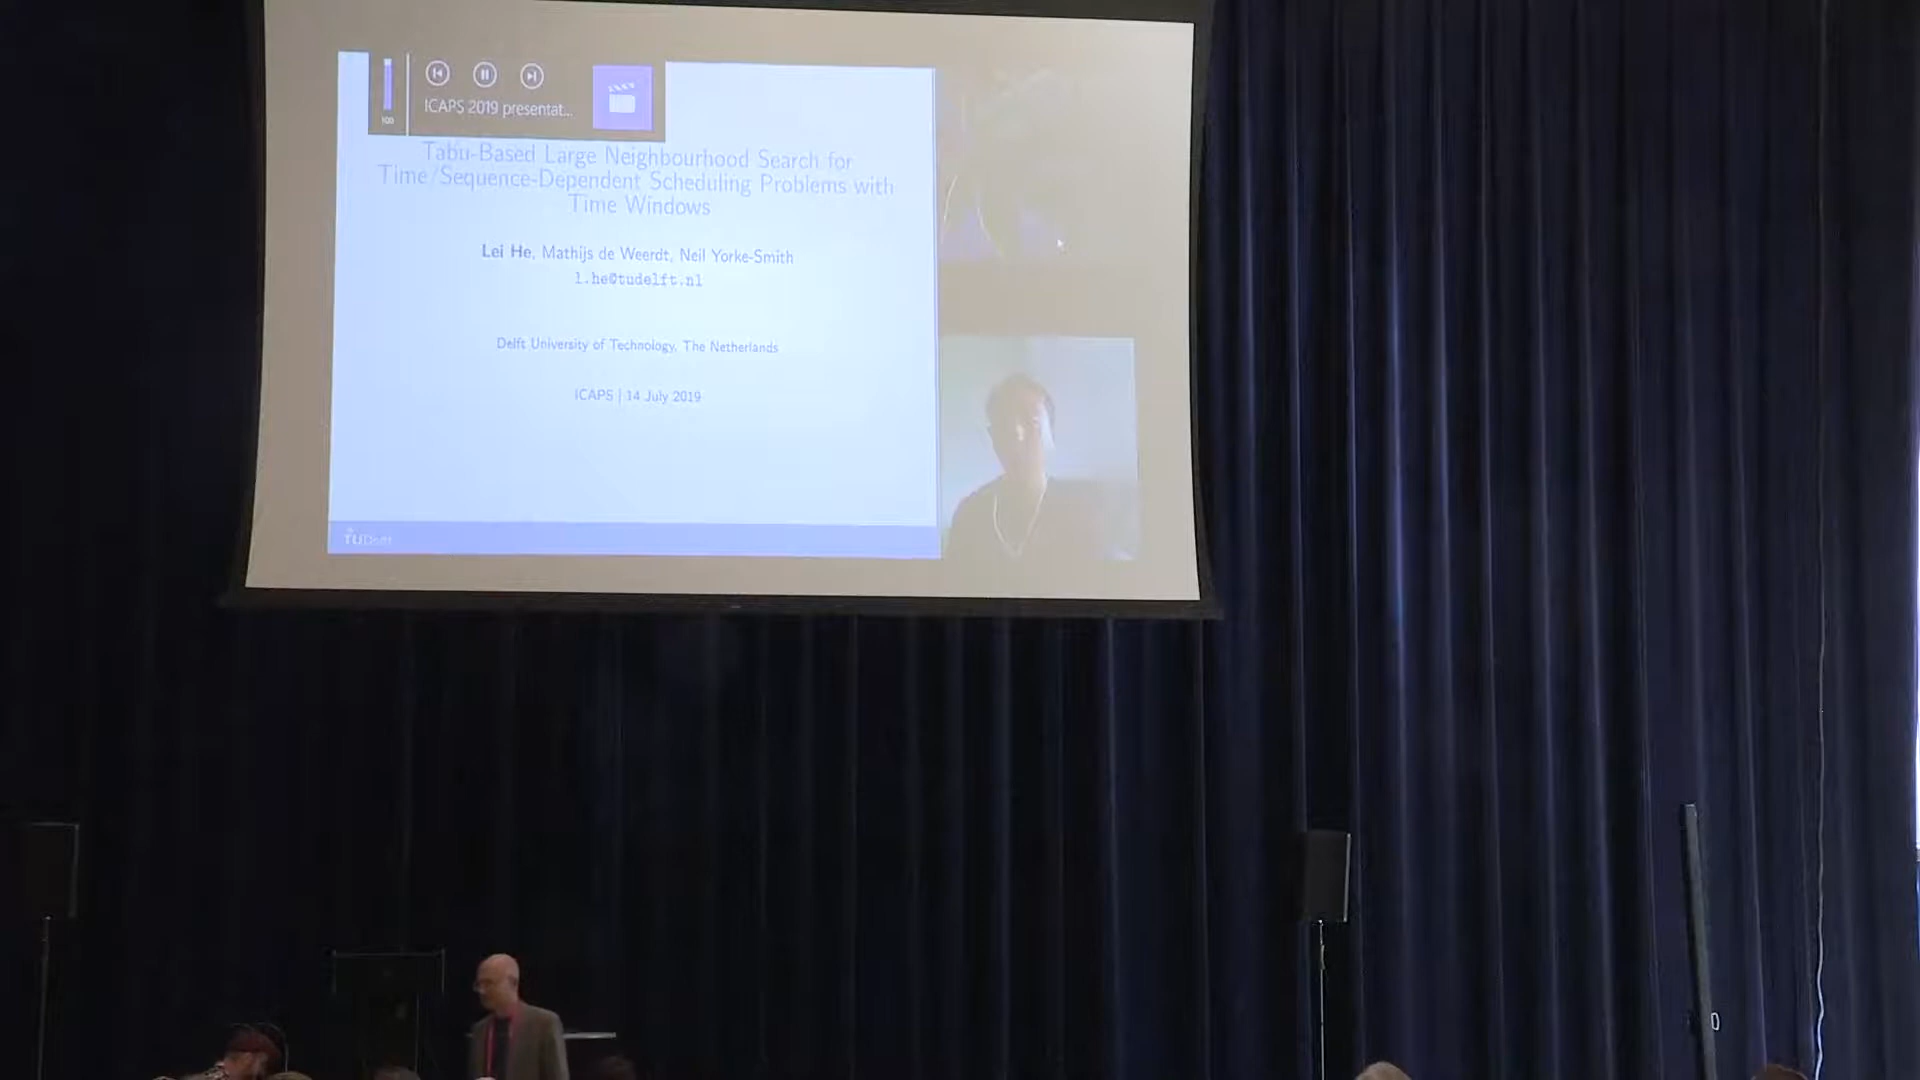 100
ICAPS 2019 presentat...
Tabu-Based Large Neighbourhood Search for
Time/Sequence-Dependent Scheduling Problems with
Time Windows
Lei He, Mathijs de Weerdt, Neil Yorke-Smith
l.he@tudelft.nl
Delft University of Technology, The Netherlands
ICAPS | 14 July 2019
TUDelft